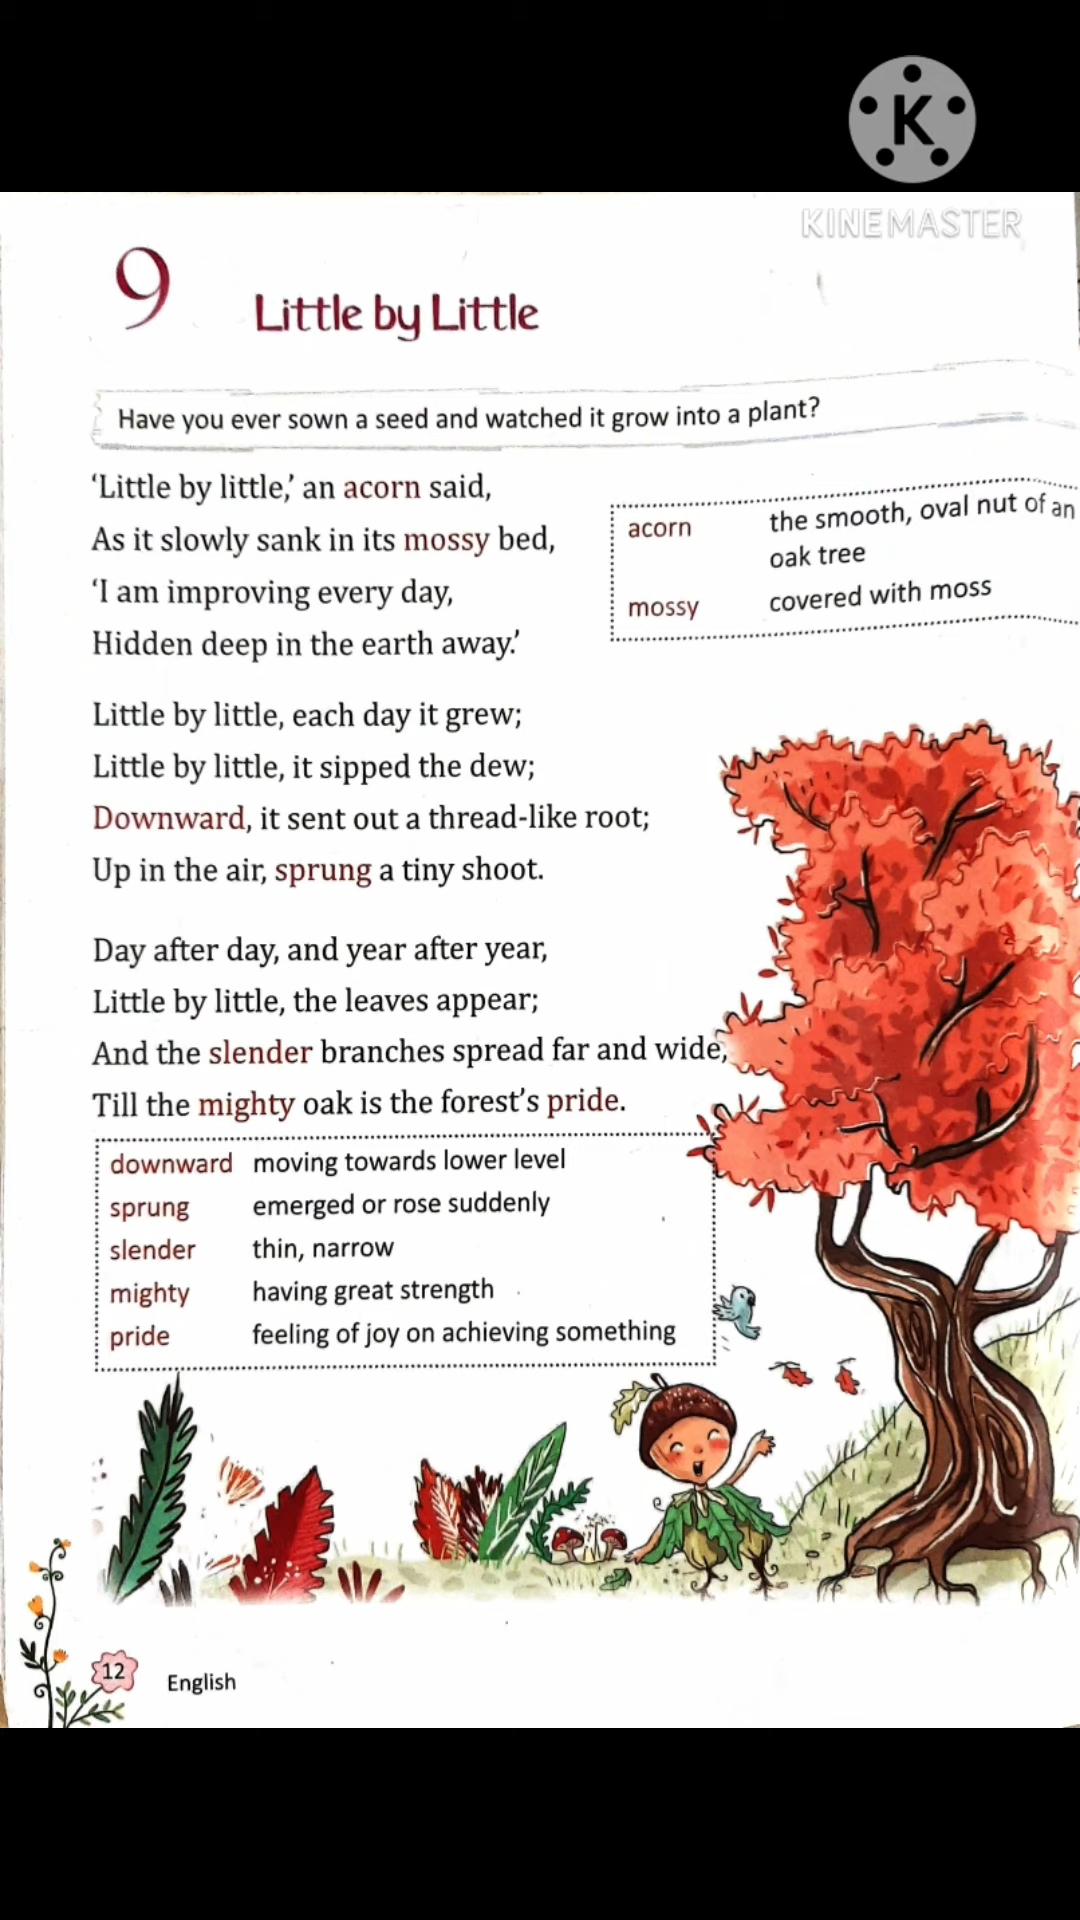 K
KINEMASTER
9
Little by Little
Have you ever sown a seed and watched it grow into a plant?
‘Little by little,’ an acorn said,
As it slowly sank in its mossy bed,
‘I am improving every day,
Hidden deep in the earth away.’
acorn the smooth, oval nut of an
oak tree
mossy covered with moss
Little by little, each day it grew;
Little by little, it sipped the dew;
Downward, it sent out a thread-like root;
Up in the air, sprung a tiny shoot.
Day after day, and year after year,
Little by little, the leaves appear;
And the slender branches spread far and wide,
Till the mighty oak is the forest’s pride.
downward moving towards lower level
sprung emerged or rose suddenly
slender thin, narrow
mighty having great strength
pride feeling of joy on achieving something
12 English